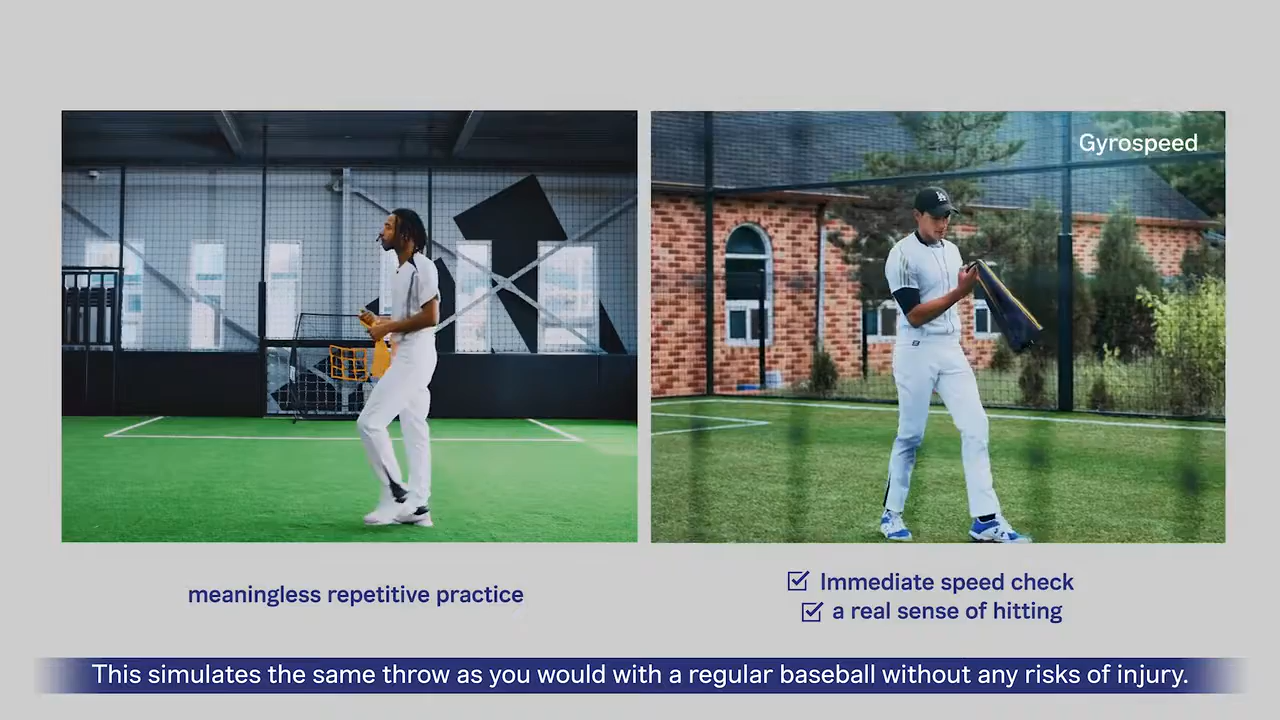 Gyrospeed
LA
meaningless repetitive practice
Immediate speed check
a real sense of hitting
This simulates the same throw as you would with a regular baseball without any risks of injury.